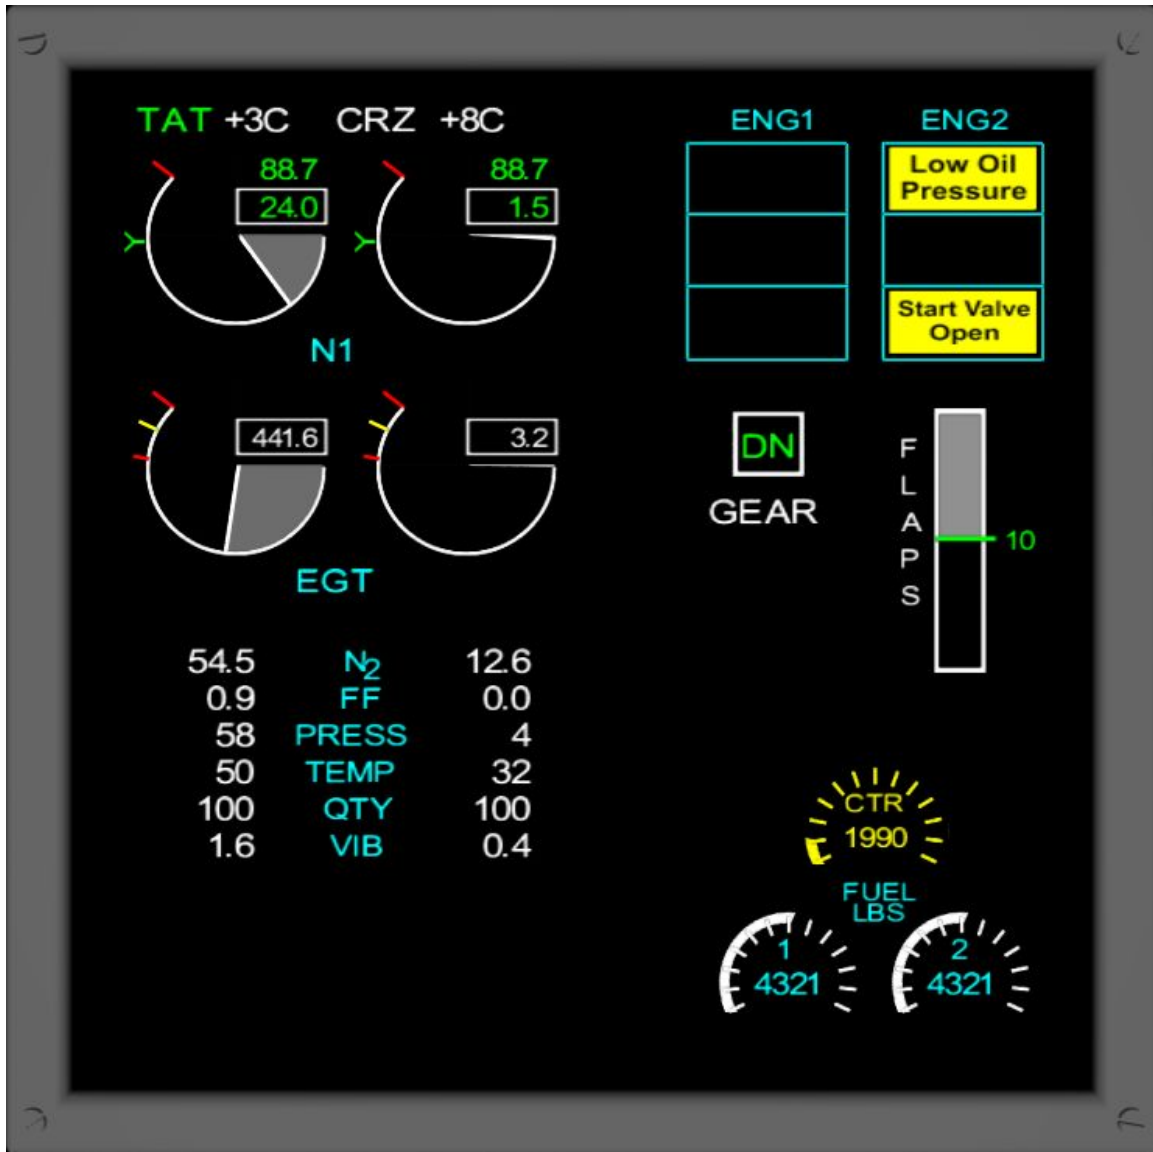 TAT +3C CRZ +8C
88.7 88.7
24.0 1.5
N1
441.6 3.2
EGT
54.5 N2 12.6
0.9 FF 0.0
58 PRESS 4
50 TEMP 32
100 QTY 100
1.6 VIB 0.4
ENG1 ENG2
Low Oil
Pressure
Start Valve
Open
DN
GEAR
FLAPS
10
CTR
1990
FUEL
LBS
1 2
4321 4321